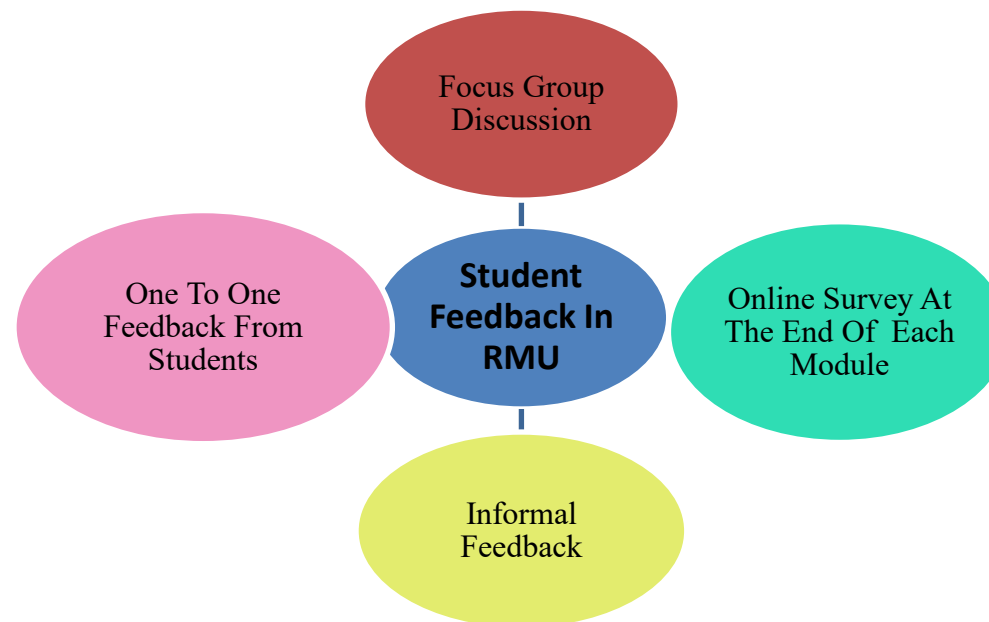 Focus Group
Discussion
One To One
Feedback From
Students
Student
Feedback In
RMU
Online Survey At
The End Of Each
Module
Informal
Feedback